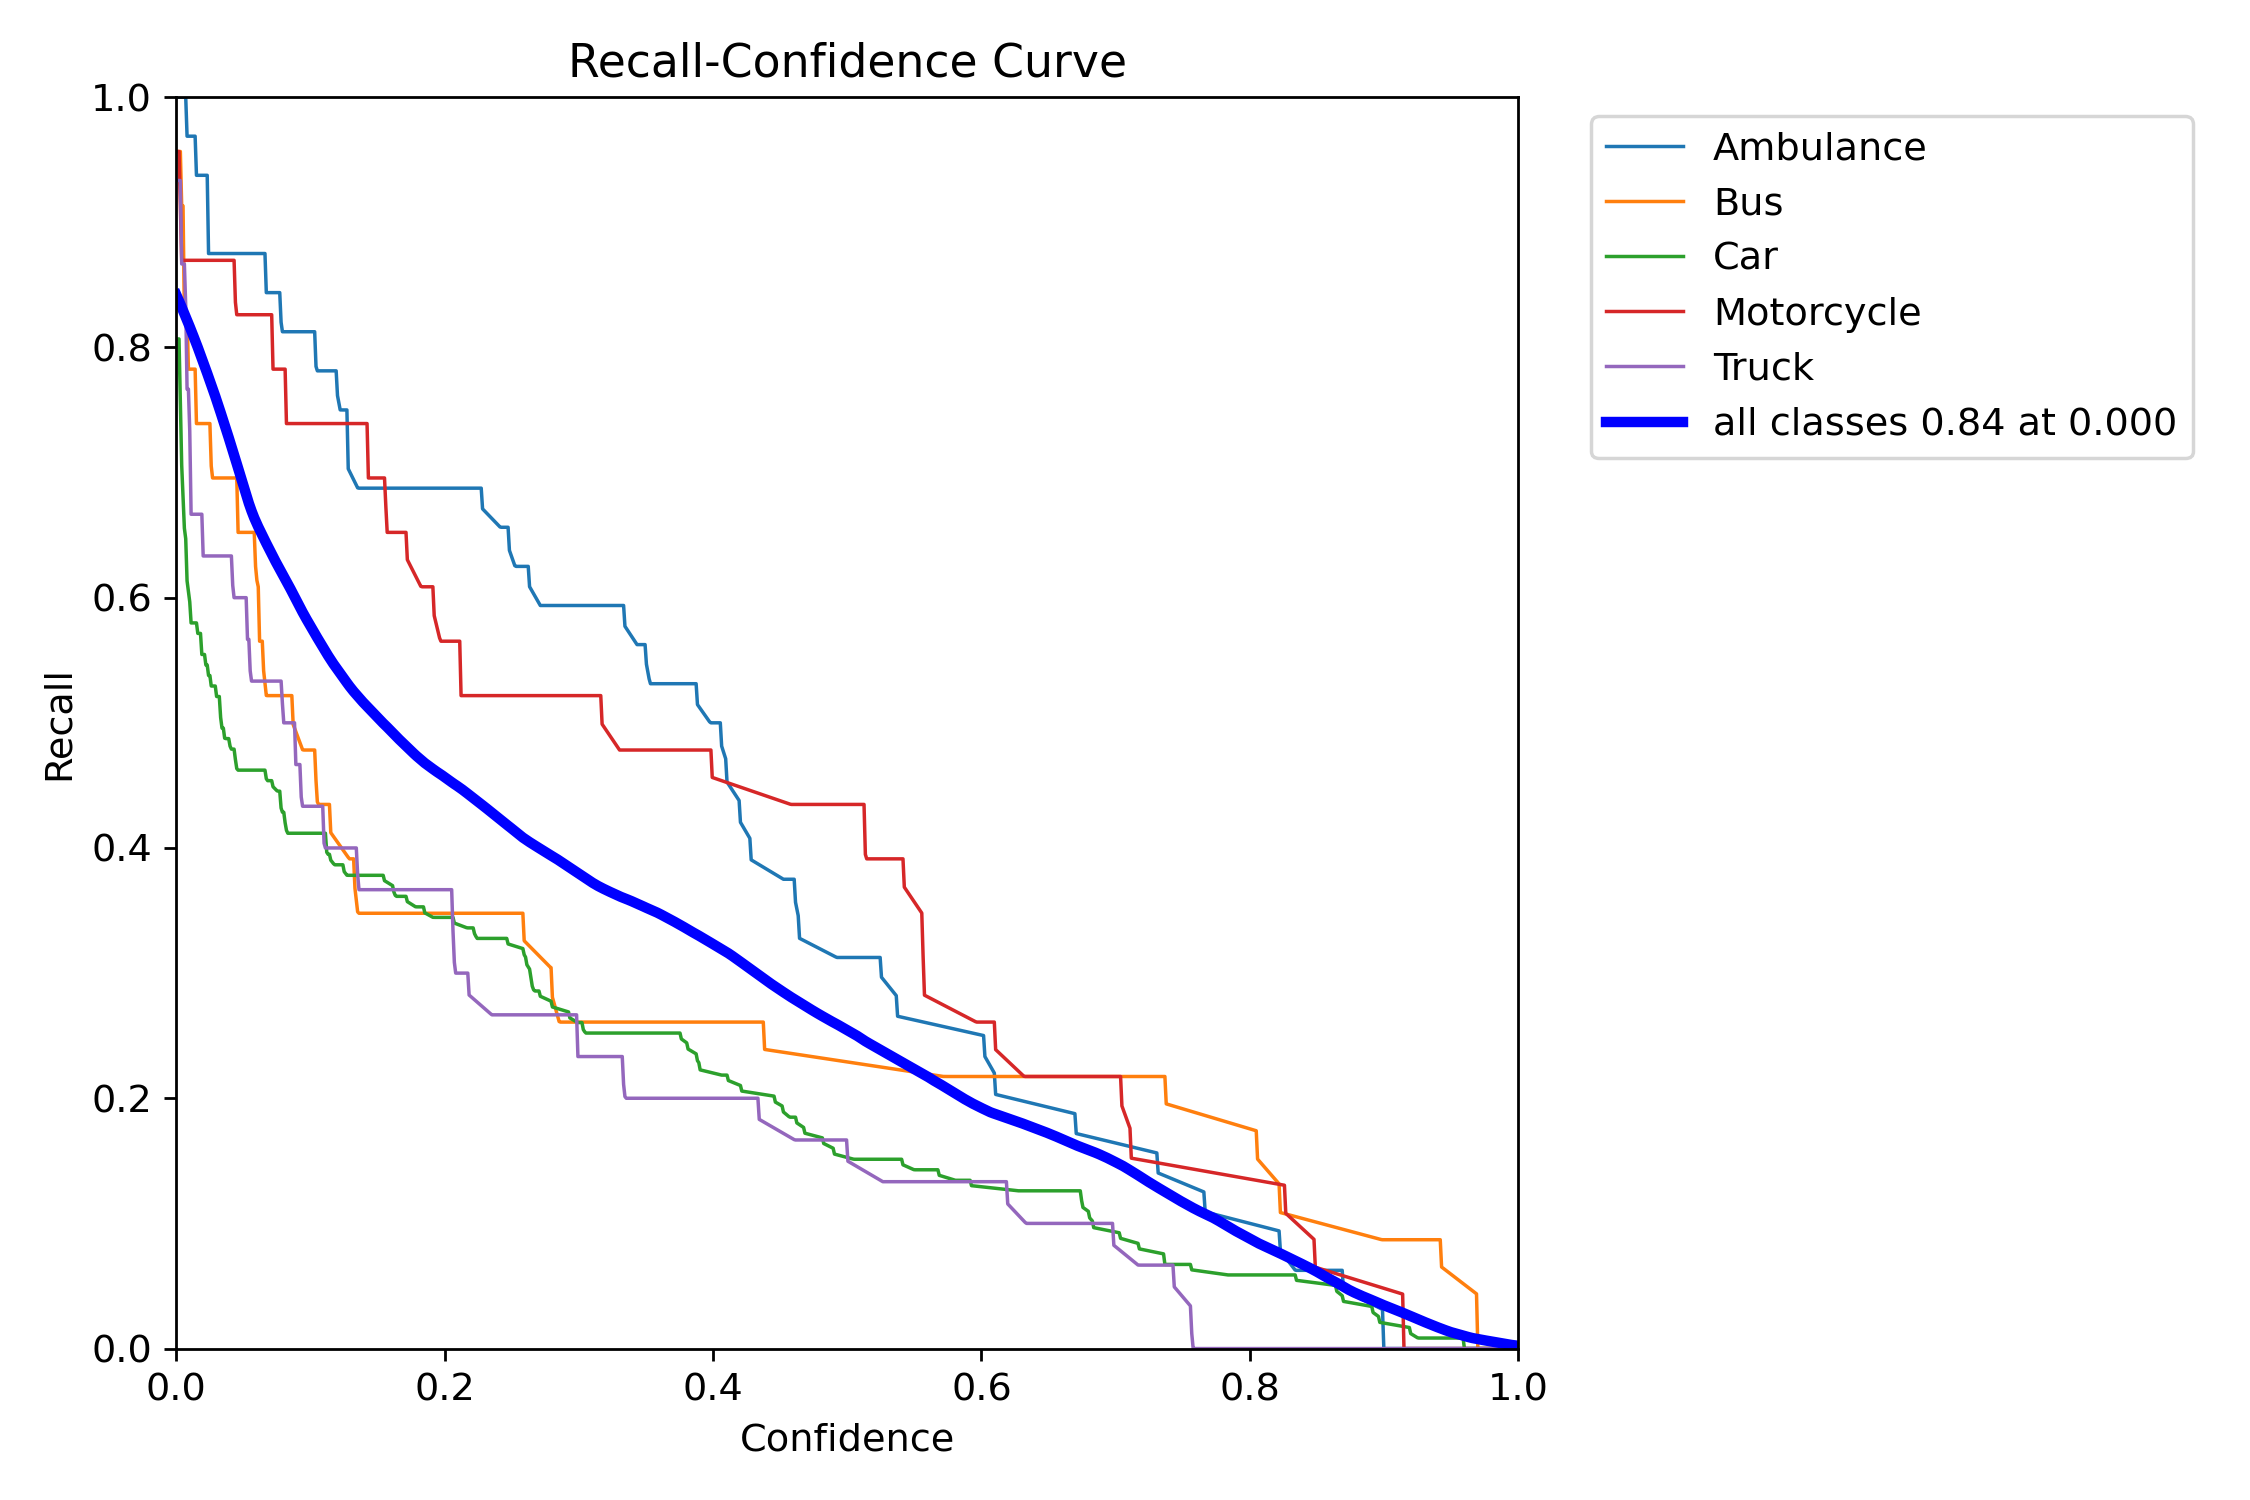 Recall-Confidence Curve
1.0
0.8
0.6
0.4
0.2
0.0
Recall
0.0 0.2 0.4 0.6 0.8 1.0
Confidence
Ambulance
Bus
Car
Motorcycle
Truck
all classes 0.84 at 0.000